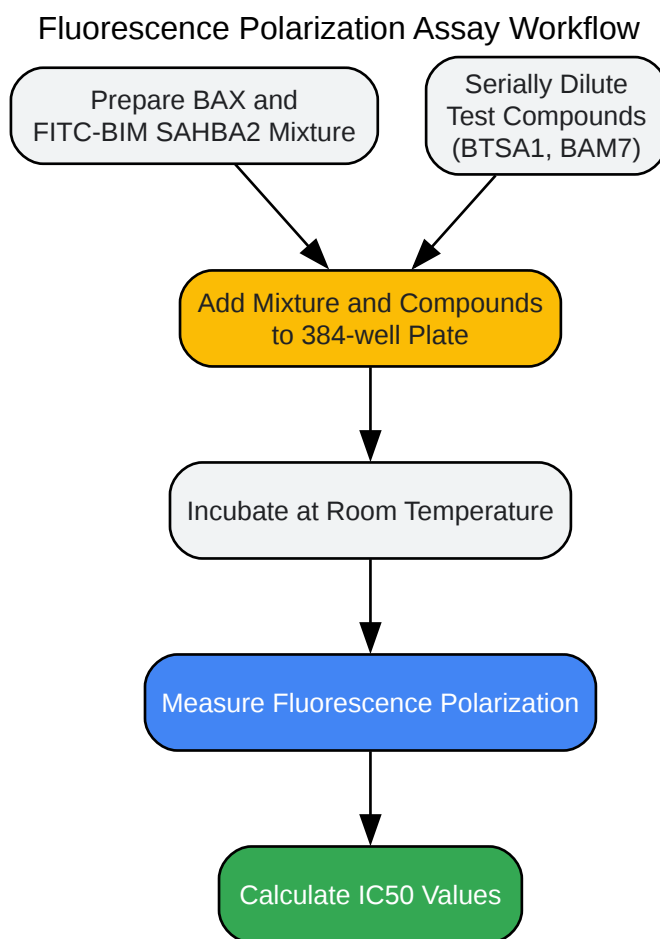 Fluorescence Polarization Assay Workflow
Prepare BAX and
FITC-BIM SAHBA2 Mixture
Serially Dilute
Test Compounds
(BTSA1, BAM7)
Add Mixture and Compounds
to 384-well Plate
Incubate at Room Temperature
Measure Fluorescence Polarization
Calculate IC50 Values